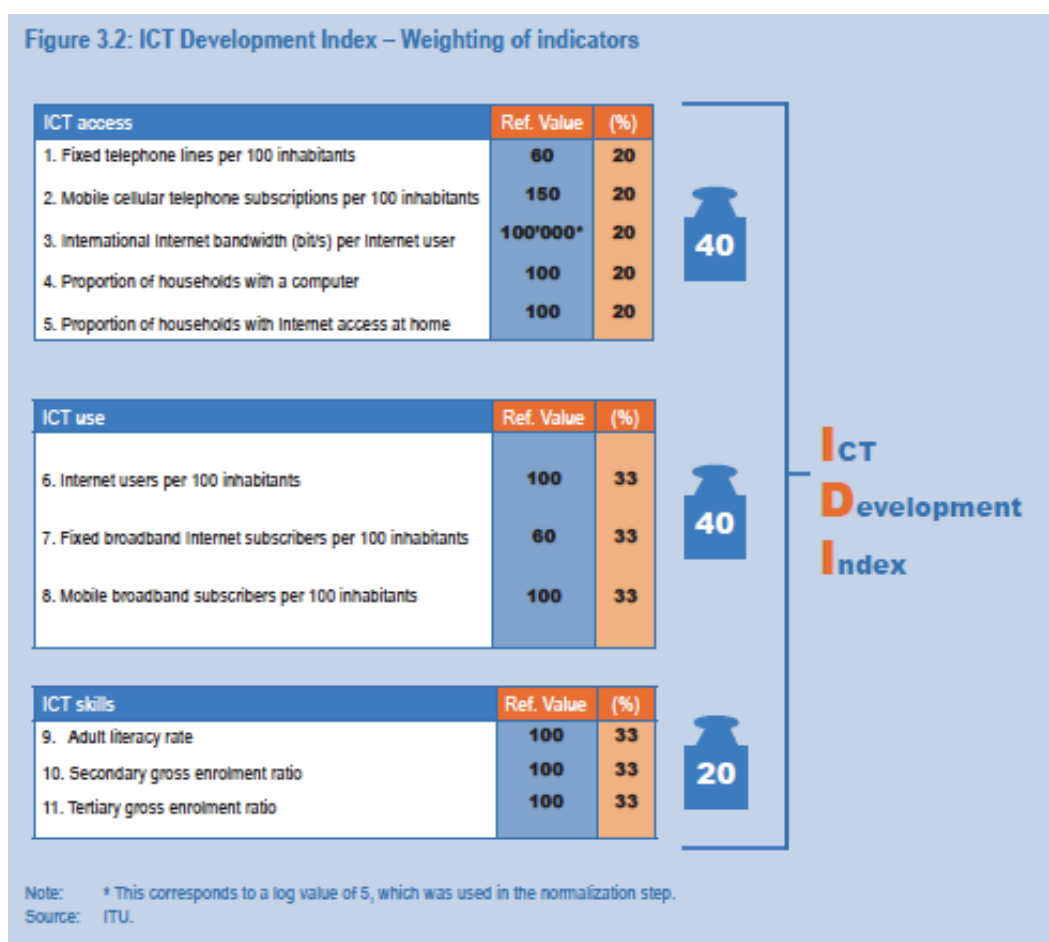 Figure 3.2: ICT Development Index – Weighting of indicators
ICT access Ref. Value (%)
1. Fixed telephone lines per 100 inhabitants 60 20
2. Mobile cellular telephone subscriptions per 100 inhabitants 150 20
3. International Internet bandwidth (bit/s) per Internet user 100'000* 20
4. Proportion of households with a computer 100 20
5. Proportion of households with Internet access at home 100 20
40
ICT use Ref. Value (%)
6. Internet users per 100 inhabitants 100 33
7. Fixed broadband Internet subscribers per 100 inhabitants 60 33
8. Mobile broadband subscribers per 100 inhabitants 100 33
40
ICT skills Ref. Value (%)
9. Adult literacy rate 100 33
10. Secondary gross enrolment ratio 100 33
11. Tertiary gross enrolment ratio 100 33
20
ICT
Development
Index
Note: * This corresponds to a log value of 5, which was used in the normalization step.
Source: ITU.